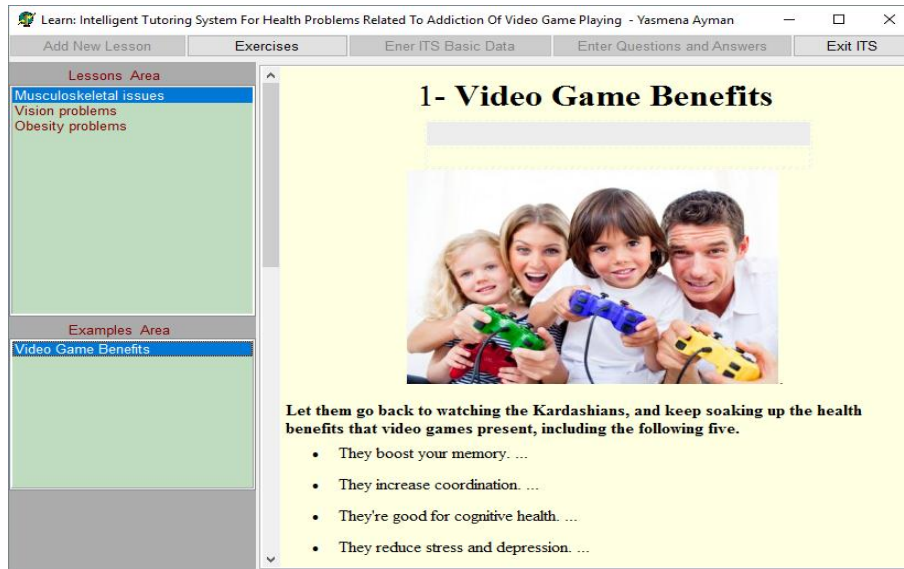 Learn: Intelligent Tutoring System For Health Problems Related To Addiction Of Video Game Playing - Yasmena Ayman
Add New Lesson Exercises Ener ITS Basic Data Enter Questions and Answers Exit ITS
Lessons Area
Musculoskeletal issues
Vision problems
Obesity problems
Examples Area
Video Game Benefits
1- Video Game Benefits
Let them go back to watching the Kardashians, and keep soaking up the health
benefits that video games present, including the following five.
• They boost your memory. ...
• They increase coordination. ...
• They're good for cognitive health. ...
• They reduce stress and depression. ...